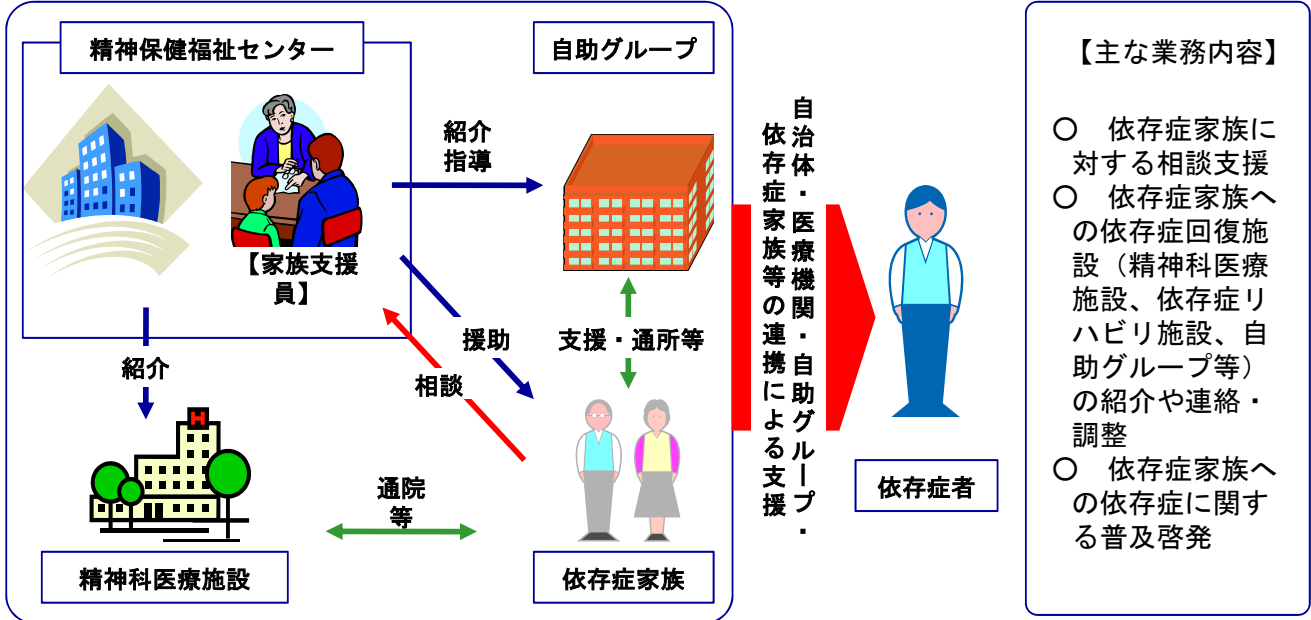 精神保健福祉センター
自助グループ
【家族支援
員】
紹介
指導
援助
相談
支援・通所等
紹介
H
通院
等
精神科医療施設
依存症家族
自治体・医療機関・自助グループ・
依存症家族等の連携による支援
依存症者
【主な業務内容】
○　依存症家族に
対する相談支援
○　依存症家族へ
の依存症回復施
設（精神科医療
施設、依存症リ
ハビリ施設、自
助グループ等）
の紹介や連絡・
調整
○　依存症家族へ
の依存症に関す
る普及啓発